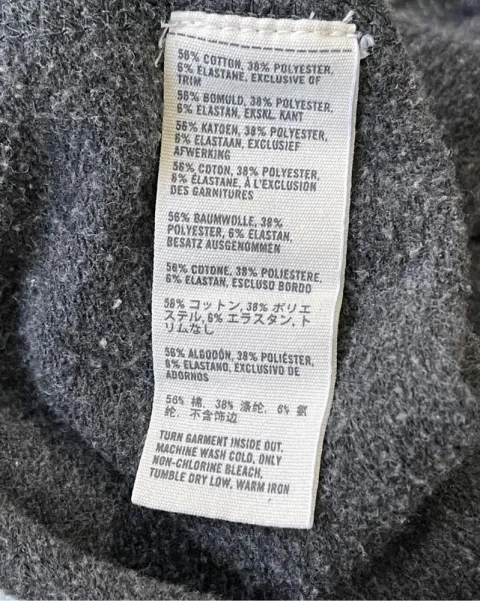 56% COTTON, 38% POLYESTER,
6% ELASTANE, EXCLUSIVE OF
TRIM
56% BOMULD, 38% POLYESTER,
6% ELASTAN, EKSKL. KANT
56% KATOEN, 38% POLYESTER,
6% ELASTAAN, EXCLUSIEF
AFWERKING
56% COTON, 38% POLYESTER,
6% ÉLASTANE, À L'EXCLUSION
DES GARNITURES
56% BAUMWOLLE, 38%
POLYESTER, 6% ELASTAN,
BESATZ AUSGENOMMEN
56% COTONE, 38% POLIESTERE,
6% ELASTAN, ESCLUSO BORDO
56% コットン, 38% ポリエ
ステル, 6% エラスタン, ト
リムなし
56% ALGODÓN, 38% POLIÉSTER,
6% ELASTANO, EXCLUSIVO DE
ADORNOS
56% 棉, 38% 涤纶, 6% 氨
纶, 不含饰边
TURN GARMENT INSIDE OUT,
MACHINE WASH COLD, ONLY
NON-CHLORINE BLEACH,
TUMBLE DRY LOW, WARM IRON